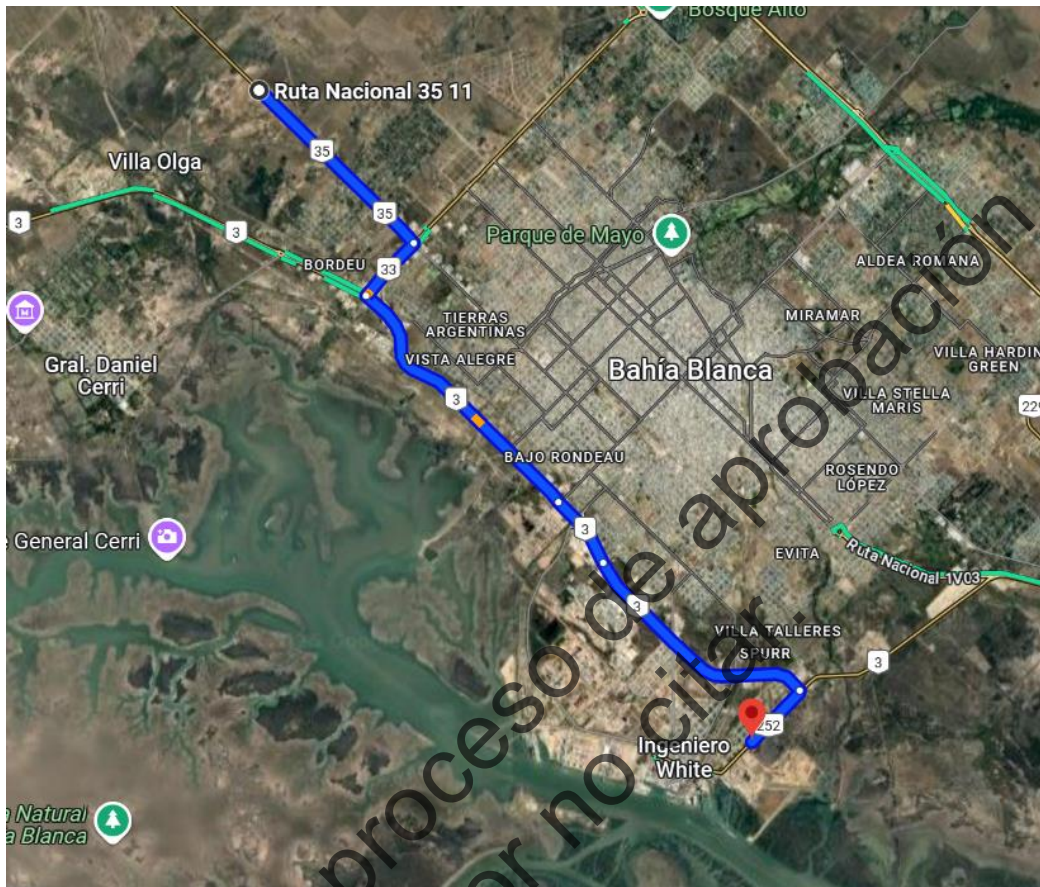 Bosque Alto
Ruta Nacional 35 11
35
Villa Olga
35
3
3
Parque de Mayo
BORDEU
33
ALDEA ROMANA
TIERRAS
ARGENTINAS
MIRAMAR
VISTA ALEGRE
Gral. Daniel
Cerri
Bahía Blanca
VILLA HARDIN
GREEN
VILLA STELLA
MARIS
3
229
BAJO RONDEAU
ROSENDO
LÓPEZ
3
General Cerri
EVITA
Ruta Nacional 1V03
3
VILLA TALLERES
SPURR
3
252
Ingeniero
White
Natural
a Blanca
proceso de aprobación
or no citar.